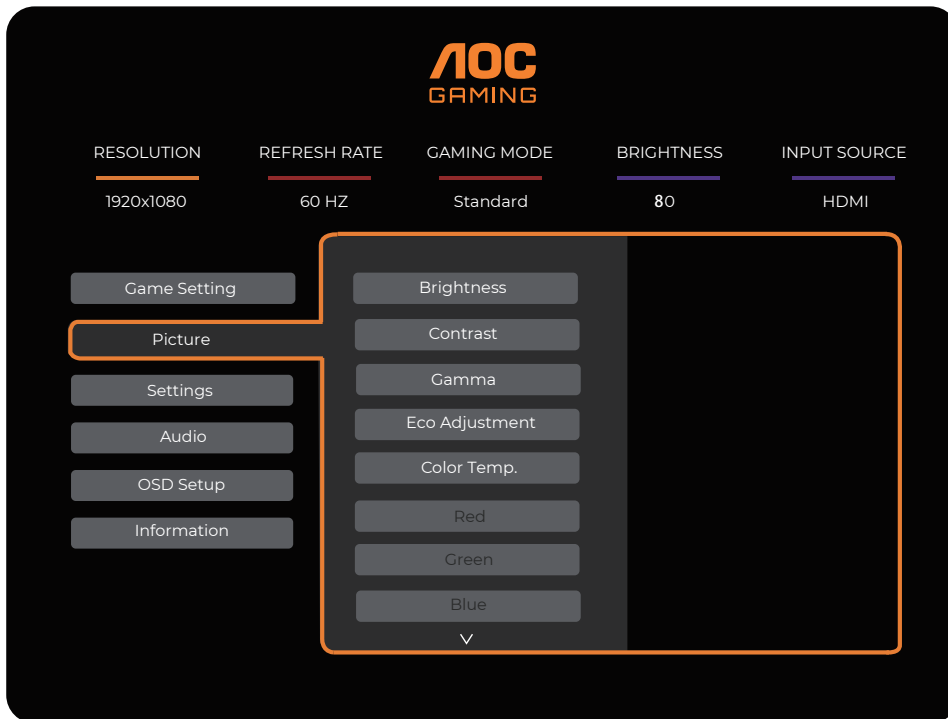 AOC
GAMING
RESOLUTION REFRESH RATE GAMING MODE BRIGHTNESS INPUT SOURCE
1920x1080 60 HZ Standard 80 HDMI
Game Setting
Picture
Settings
Audio
OSD Setup
Information
Brightness
Contrast
Gamma
Eco Adjustment
Color Temp.
Red
Green
Blue